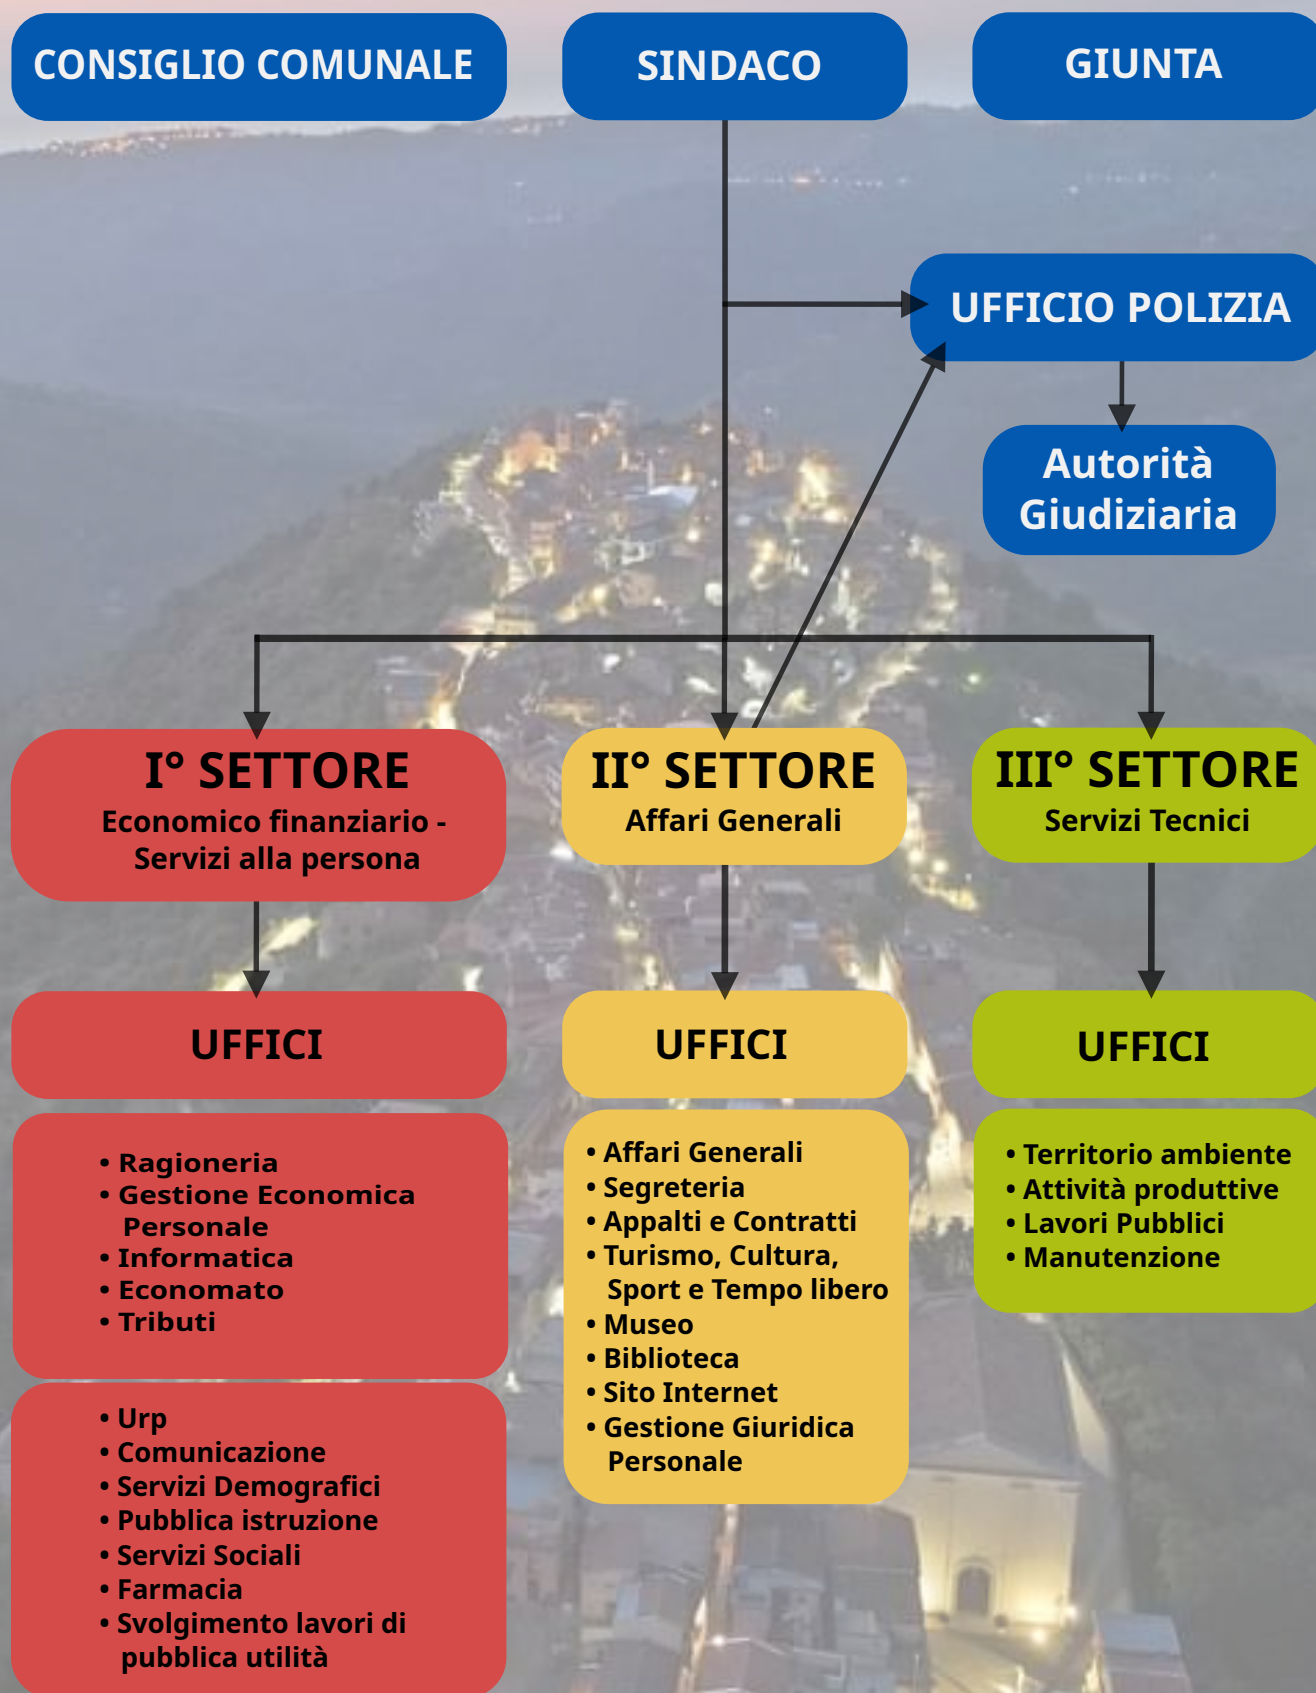 CONSIGLIO COMUNALE
SINDACO
GIUNTA
UFFICIO POLIZIA
Autorità
Giudiziaria
I° SETTORE
Economico finanziario -
Servizi alla persona
II° SETTORE
Affari Generali
III° SETTORE
Servizi Tecnici
UFFICI
UFFICI
UFFICI
• Ragioneria
• Gestione Economica
Personale
• Informatica
• Economato
• Tributi
• Urp
• Comunicazione
• Servizi Demografici
• Pubblica istruzione
• Servizi Sociali
• Farmacia
• Svolgimento lavori di
pubblica utilità
• Affari Generali
• Segreteria
• Appalti e Contratti
• Turismo, Cultura,
Sport e Tempo libero
• Museo
• Biblioteca
• Sito Internet
• Gestione Giuridica
Personale
• Territorio ambiente
• Attività produttive
• Lavori Pubblici
• Manutenzione